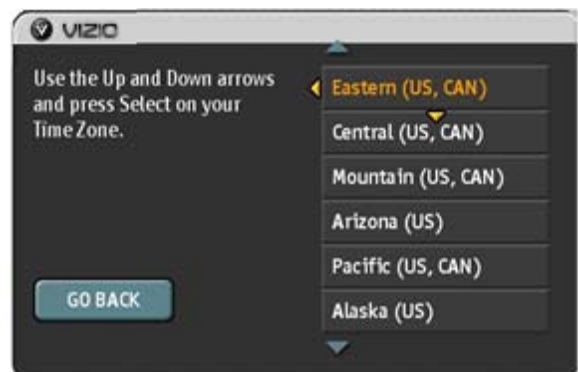 VIZIO
Use the Up and Down arrows
and press Select on your
Time Zone.
GO BACK
Eastern (US, CAN)
Central (US, CAN)
Mountain (US, CAN)
Arizona (US)
Pacific (US, CAN)
Alaska (US)